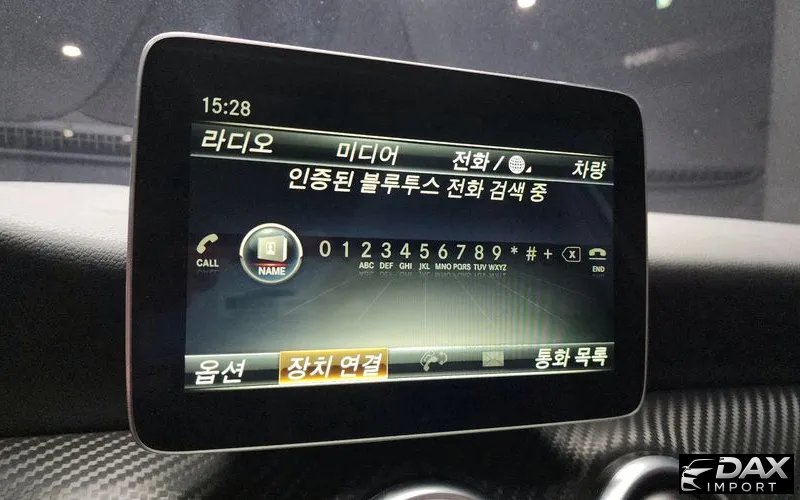 15:28
라디오 미디어 전화 / 차량
인증된 블루투스 전화 검색 중
CALL NAME 0 1 2 3 4 5 6 7 8 9 * # + X END
ABC DEF GHI JKL MNO PQRS TUV WXYZ
옵션 장치 연결 통화 목록
DAX
IMPORT